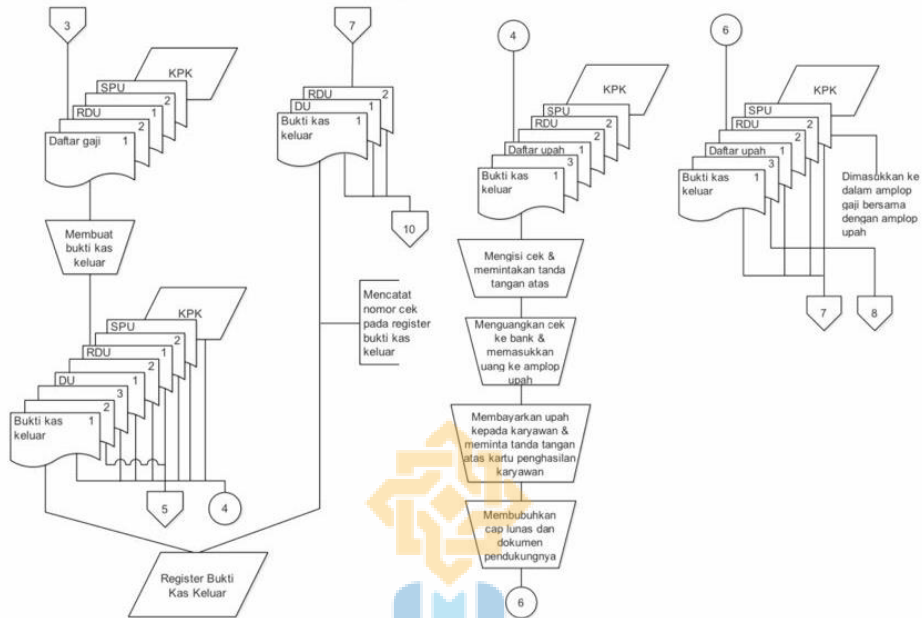 3
KPK
SPU
2
RDU
1
2
Daftar gaji
1
Membuat
bukti kas
keluar
KPK
SPU
2
RDU
1
2
DU
1
3
2
Bukti kas
keluar
1
5
4
Register Bukti
Kas Keluar
7
RDU
2
DU
1
Bukti kas
keluar
1
10
Mencatat
nomor cek
pada register
bukti kas
keluar
4
KPK
SPU
2
RDU
1
2
Daftar upah
1
3
Bukti kas
keluar
1
Mengisi cek &
memintakan tanda
tangan atas
Menguangkan cek
ke bank &
memasukkan
uang ke amplop
upah
Membayarkan upah
kepada karyawan &
meminta tanda tangan
atas kartu penghasilan
karyawan
Membubuhkan
cap lunas dan
dokumen
pendukungnya
6
6
KPK
SPU
2
RDU
1
2
Daftar upah
1
3
Bukti kas
keluar
1
Dimasukkan ke
dalam amplop
gaji bersama
dengan amplop
upah
7
8